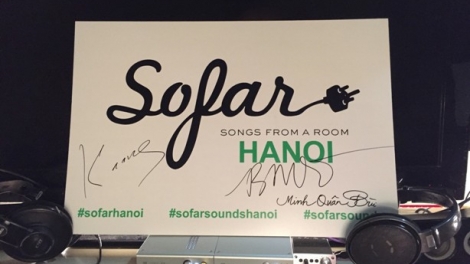 Sofar
SONGS FROM A ROOM
HANOI
Minh Quân
#sofarhanoi #sofarsoundshanoi #sofarsound